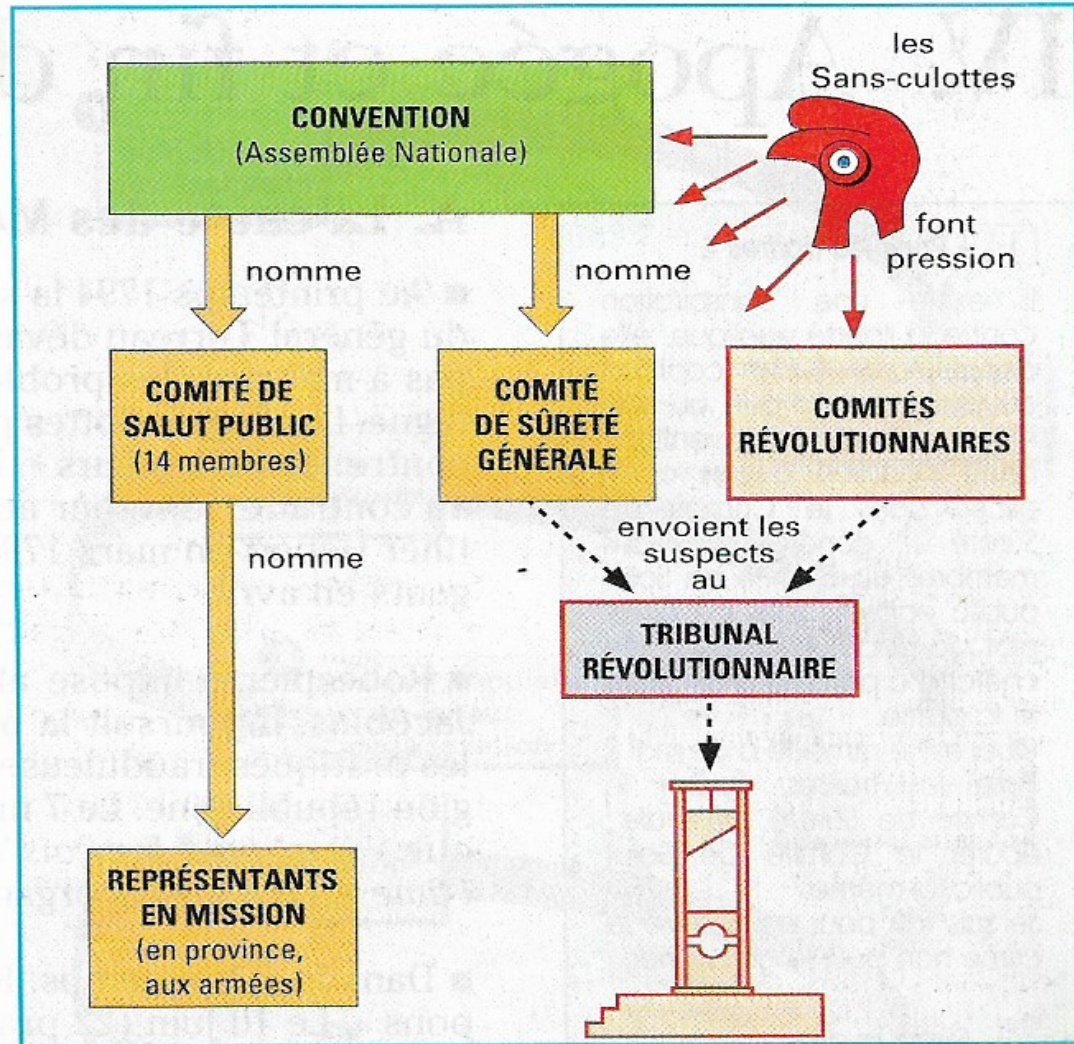 les
Sans-culottes
CONVENTION
(Assemblée Nationale)
font
pression
nomme
nomme
COMITÉ DE
SALUT PUBLIC
(14 membres)
COMITÉ
DE SÛRETÉ
GÉNÉRALE
COMITÉS
RÉVOLUTIONNAIRES
nomme
envoient les
suspects
au
TRIBUNAL
RÉVOLUTIONNAIRE
REPRÉSENTANTS
EN MISSION
(en province,
aux armées)